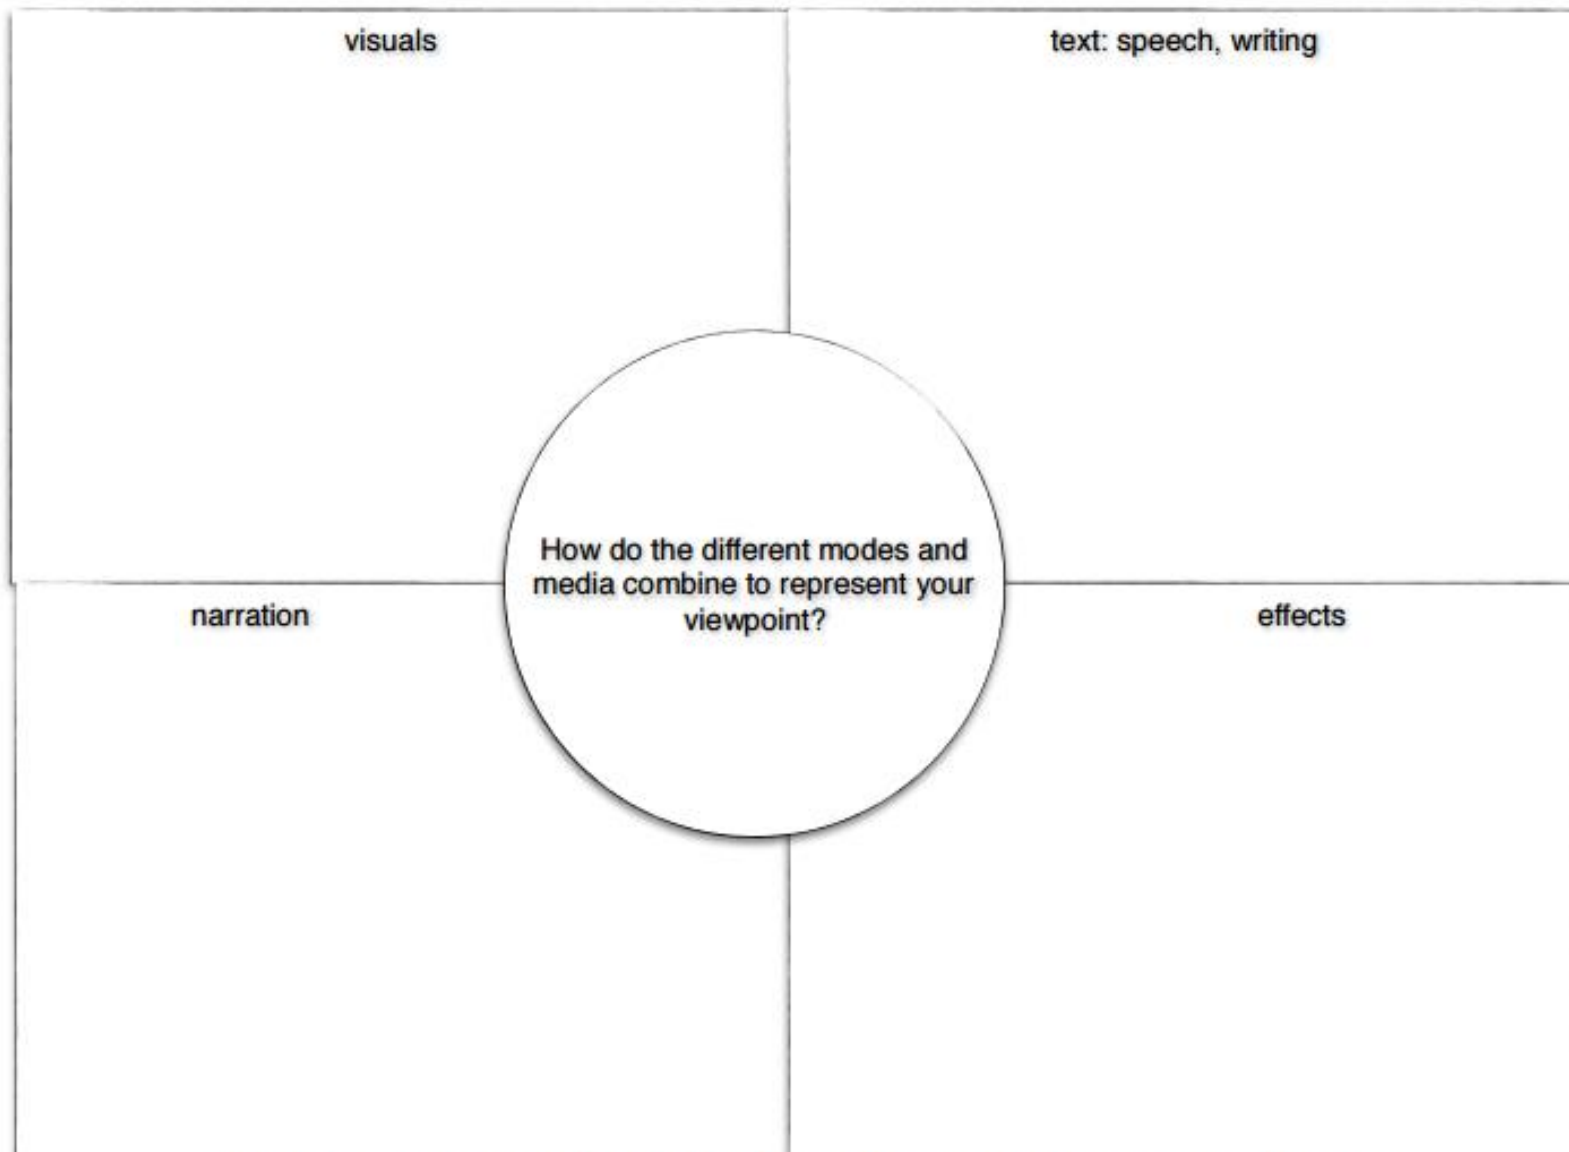 visuals
text: speech, writing
How do the different modes and
media combine to represent your
viewpoint?
narration
effects